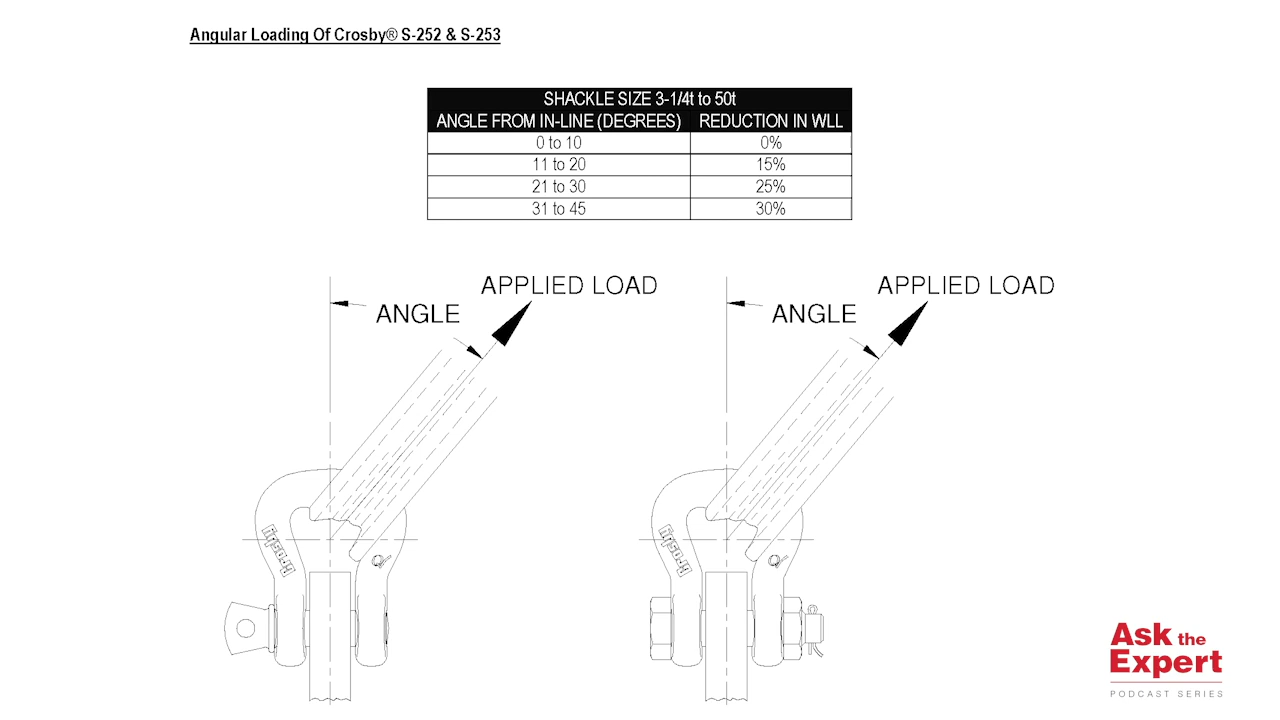 Angular Loading Of Crosby® S-252 & S-253
SHACKLE SIZE 3-1/4t to 50t
ANGLE FROM IN-LINE (DEGREES) REDUCTION IN WLL
0 to 10 0%
11 to 20 15%
21 to 30 25%
31 to 45 30%
APPLIED LOAD
ANGLE
APPLIED LOAD
ANGLE
Crosby
Crosby
Ask the
Expert
PODCAST SERIES